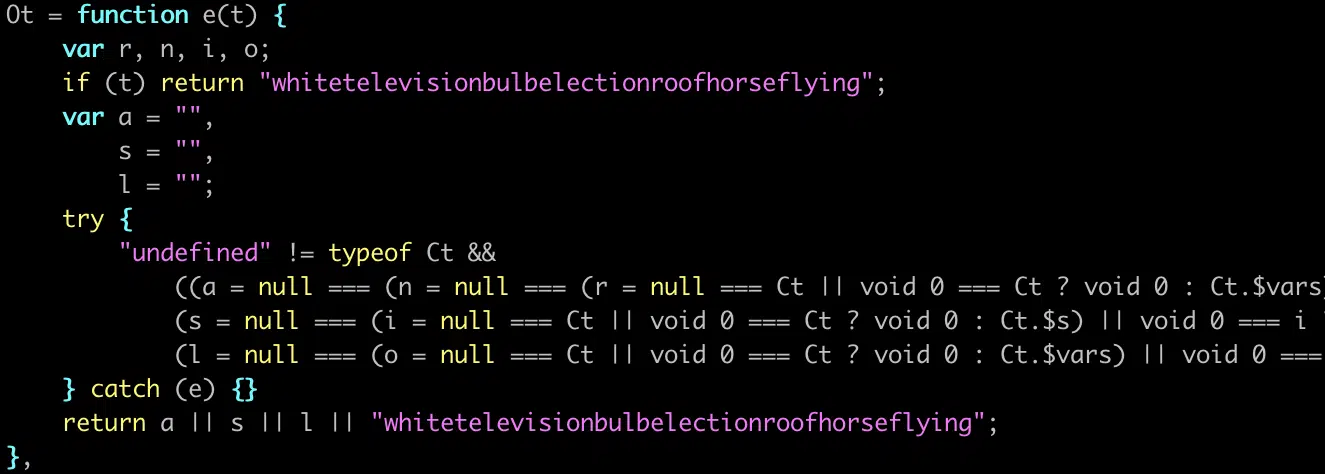 Ot = function e(t) {
    var r, n, i, o;
    if (t) return "whitetelevisionbulbelectionroofhorseflying";
    var a = "",
        s = "",
        l = "";
    try {
        "undefined" != typeof Ct &&
            ((a = null === (n = null === (r = null === Ct || void 0 === Ct ? void 0 : Ct.$vars)
            (s = null === (i = null === Ct || void 0 === Ct ? void 0 : Ct.$s) || void 0 === i
            (l = null === (o = null === Ct || void 0 === Ct ? void 0 : Ct.$vars) || void 0 ===
    } catch (e) {}
    return a || s || l || "whitetelevisionbulbelectionroofhorseflying";
},